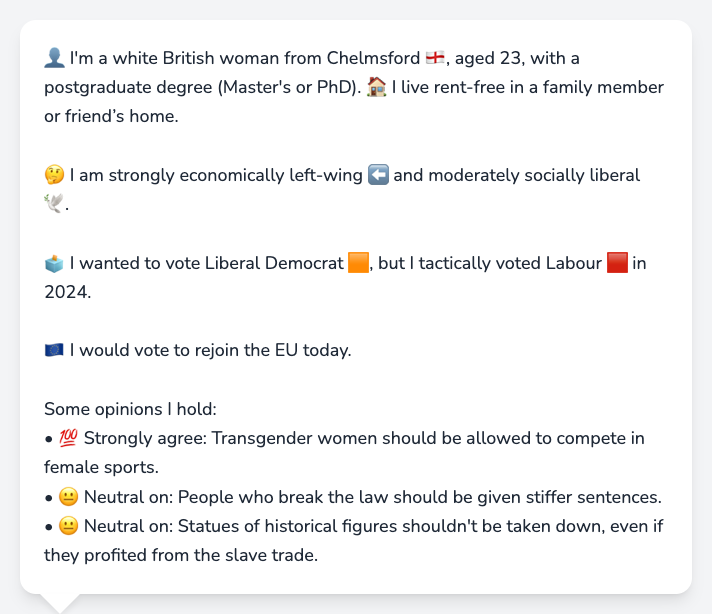 👤 I'm a white British woman from Chelmsford 🏴󠁧󠁢󠁥󠁮󠁧󠁿, aged 23, with a
postgraduate degree (Master's or PhD). 🏠 I live rent-free in a family member
or friend’s home.
🤔 I am strongly economically left-wing ⬅️ and moderately socially liberal
🕊️.
🗳️ I wanted to vote Liberal Democrat 🟧, but I tactically voted Labour 🟥 in
2024.
🇪🇺 I would vote to rejoin the EU today.
Some opinions I hold:
• 💯 Strongly agree: Transgender women should be allowed to compete in
female sports.
• 😐 Neutral on: People who break the law should be given stiffer sentences.
• 😐 Neutral on: Statues of historical figures shouldn't be taken down, even if
they profited from the slave trade.